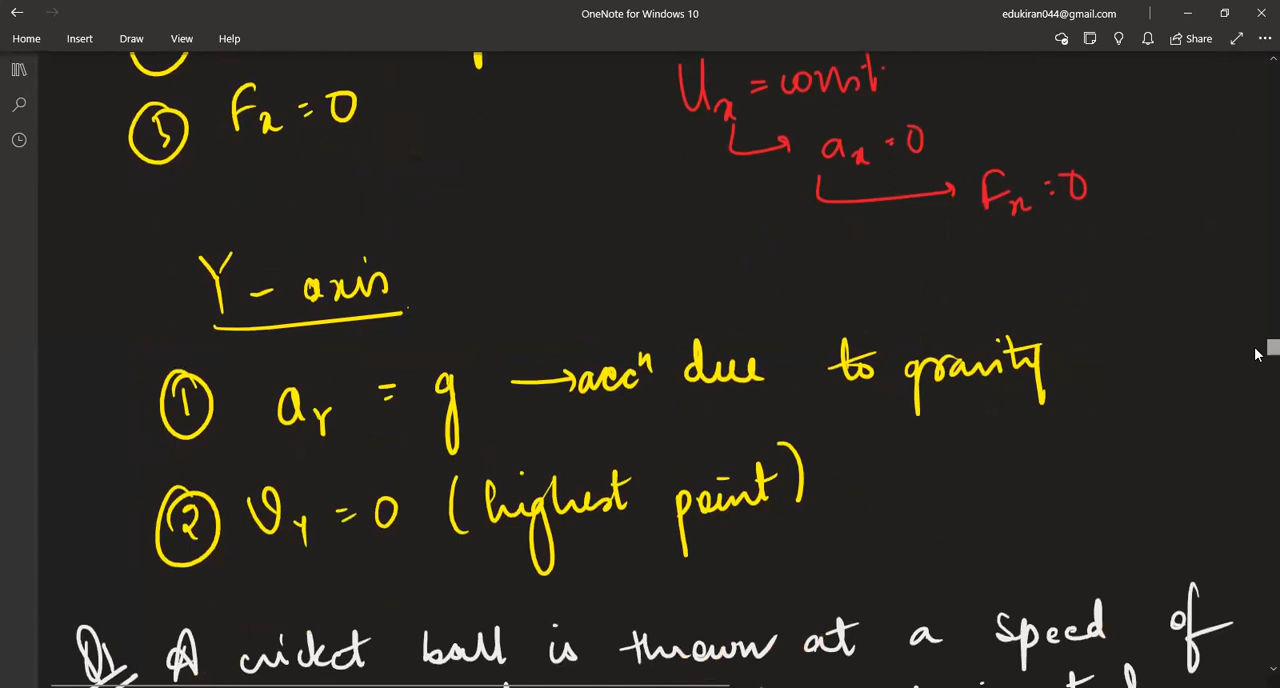 OneNote for Windows 10
edukiran044@gmail.com
Home Insert Draw View Help
Share
③ Fx = 0
Ux = const
ax = 0
Fx = 0
Y - axis
① aY = g → accⁿ due to gravity
② vY = 0 (highest point)
Q1 A cricket ball is thrown at a speed of